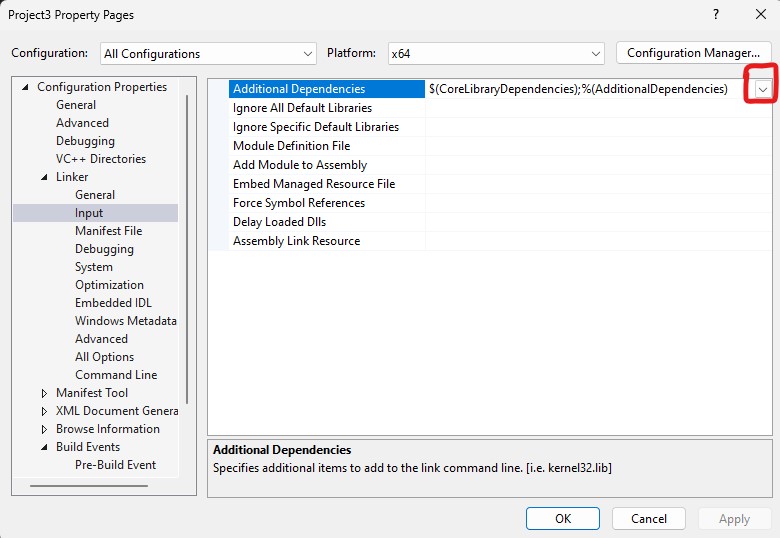 Project3 Property Pages
?
Configuration: All Configurations Platform: x64 Configuration Manager...
Configuration Properties
General
Advanced
Debugging
VC++ Directories
Linker
General
Input
Manifest File
Debugging
System
Optimization
Embedded IDL
Windows Metadata
Advanced
All Options
Command Line
Manifest Tool
XML Document Genera
Browse Information
Build Events
Pre-Build Event
Additional Dependencies $(CoreLibraryDependencies);%(AdditionalDependencies)
Ignore All Default Libraries
Ignore Specific Default Libraries
Module Definition File
Add Module to Assembly
Embed Managed Resource File
Force Symbol References
Delay Loaded Dlls
Assembly Link Resource
Additional Dependencies
Specifies additional items to add to the link command line. [i.e. kernel32.lib]
OK Cancel Apply